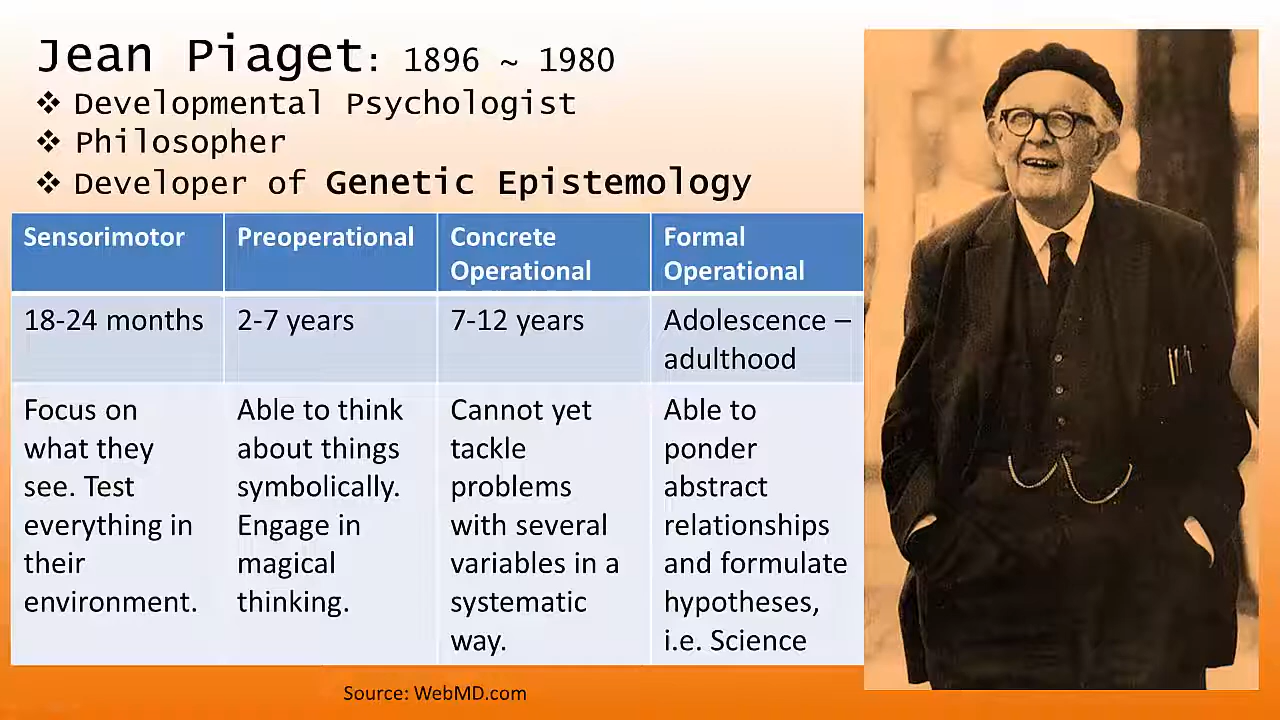 Jean Piaget: 1896 ~ 1980
❖ Developmental Psychologist
❖ Philosopher
❖ Developer of Genetic Epistemology
Sensorimotor
Preoperational
Concrete
Operational
Formal
Operational
18-24 months
2-7 years
7-12 years
Adolescence –
adulthood
Focus on
what they
see. Test
everything in
their
environment.
Able to think
about things
symbolically.
Engage in
magical
thinking.
Cannot yet
tackle
problems
with several
variables in a
systematic
way.
Able to
ponder
abstract
relationships
and formulate
hypotheses,
i.e. Science
Source: WebMD.com